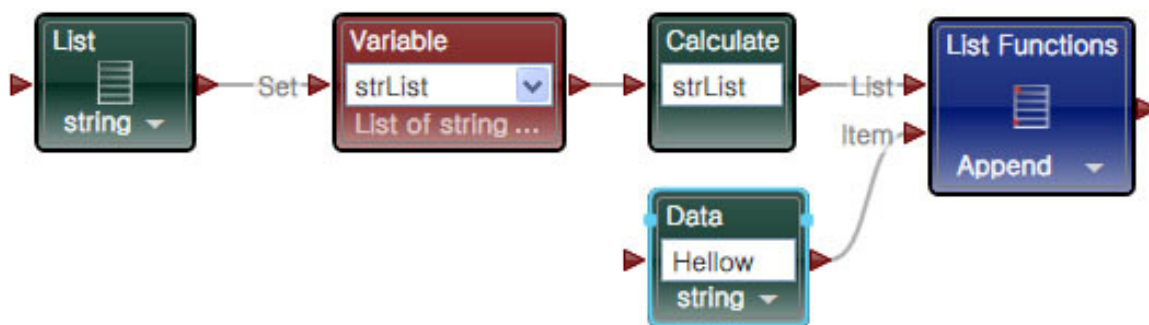 List
string
Set
Variable
strList
List of string ...
Calculate
strList
List
Item
List Functions
Append
Data
Hellow
string